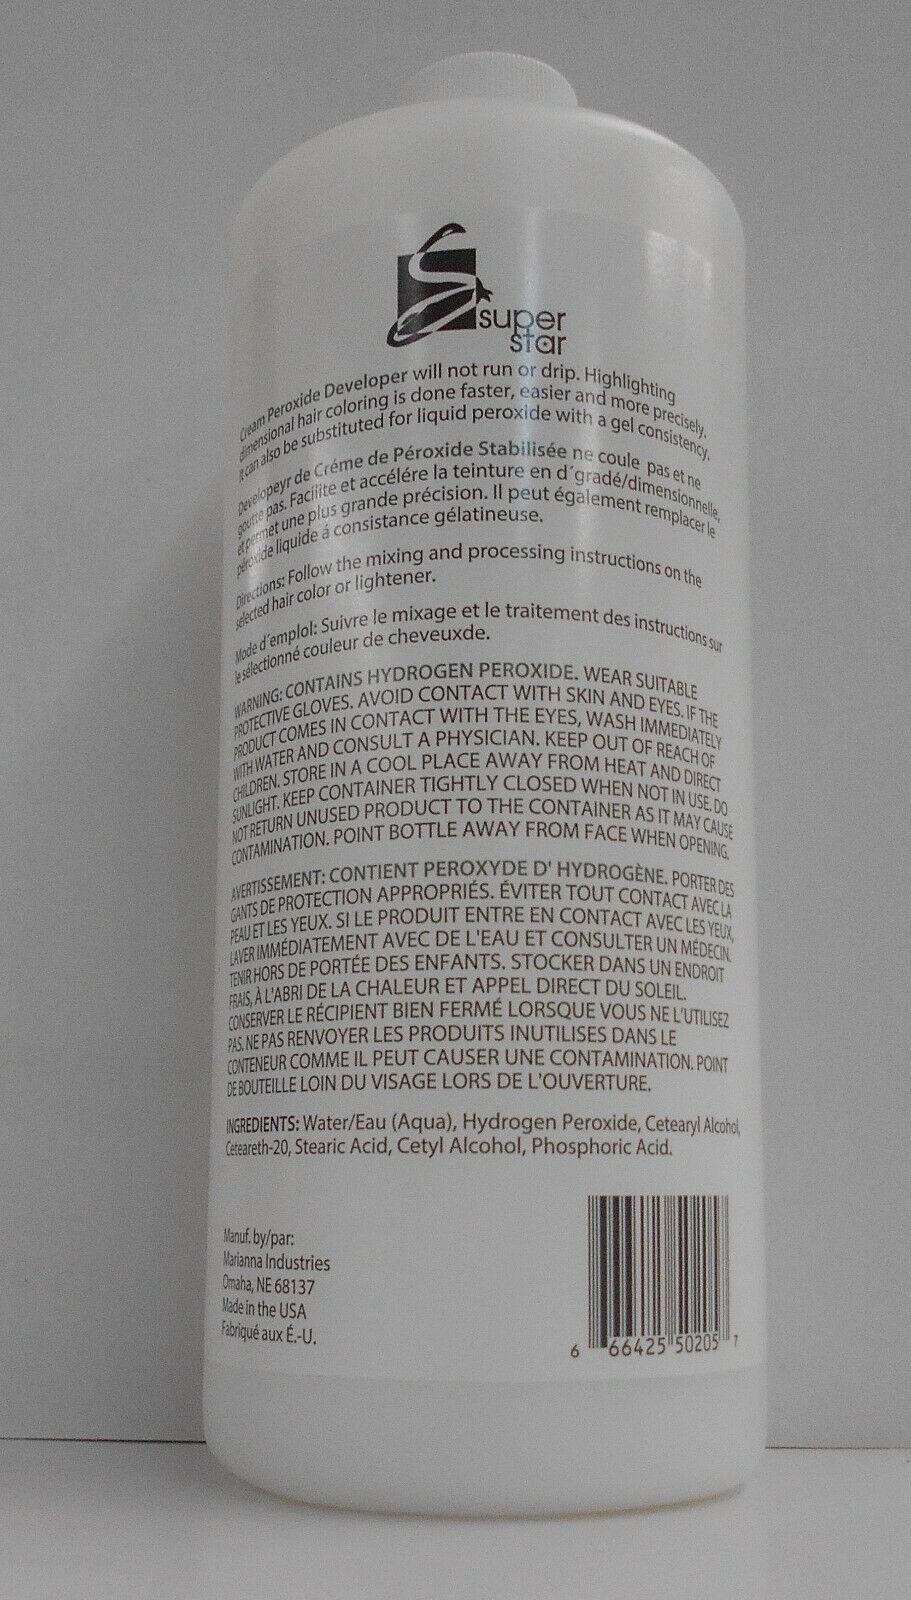 super
star
Cream Peroxide Developer will not run or drip. Highlighting
dimensional hair coloring is done faster, easier and more precisely.
It can also be substituted for liquid peroxide with a gel consistency.
Developeyr de Créme de Péroxide Stabilisée ne coule pas et ne
goutte pas. Facilite et accélére la teinture en d´gradé/dimensionnelle,
et permet une plus grande précision. Il peut également remplacer le
péroxide liquide á consistance gélatineuse.
Directions: Follow the mixing and processing instructions on the
selected hair color or lightener.
Mode d´emplol: Suivre le mixage et le traitement des instructions sur
le sélectionné couleur de cheveuxde.
WARNING: CONTAINS HYDROGEN PEROXIDE. WEAR SUITABLE
PROTECTIVE GLOVES. AVOID CONTACT WITH SKIN AND EYES. IF THE
PRODUCT COMES IN CONTACT WITH THE EYES, WASH IMMEDIATELY
WITH WATER AND CONSULT A PHYSICIAN. KEEP OUT OF REACH OF
CHILDREN. STORE IN A COOL PLACE AWAY FROM HEAT AND DIRECT
SUNLIGHT. KEEP CONTAINER TIGHTLY CLOSED WHEN NOT IN USE. DO
NOT RETURN UNUSED PRODUCT TO THE CONTAINER AS IT MAY CAUSE
CONTAMINATION. POINT BOTTLE AWAY FROM FACE WHEN OPENING.
AVERTISSEMENT: CONTIENT PEROXYDE D' HYDROGÈNE. PORTER DES
GANTS DE PROTECTION APPROPRIÉS. ÉVITER TOUT CONTACT AVEC LA
PEAU ET LES YEUX. SI LE PRODUIT ENTRE EN CONTACT AVEC LES YEUX,
LAVER IMMÉDIATEMENT AVEC DE L'EAU ET CONSULTER UN MÉDECIN.
TENIR HORS DE PORTÉE DES ENFANTS. STOCKER DANS UN ENDROIT
FRAIS, À L'ABRI DE LA CHALEUR ET APPEL DIRECT DU SOLEIL.
CONSERVER LE RÉCIPIENT BIEN FERMÉ LORSQUE VOUS NE L'UTILISEZ
PAS. NE PAS RENVOYER LES PRODUITS INUTILISES DANS LE
CONTENEUR COMME IL PEUT CAUSER UNE CONTAMINATION. POINT
DE BOUTEILLE LOIN DU VISAGE LORS DE L'OUVERTURE.
INGREDIENTS: Water/Eau (Aqua), Hydrogen Peroxide, Cetearyl Alcohol,
Ceteareth-20, Stearic Acid, Cetyl Alcohol, Phosphoric Acid.
Manuf. by/par:
Marianna Industries
Omaha, NE 68137
Made in the USA
Fabriqué aux É.-U.
6 66425 50205 7